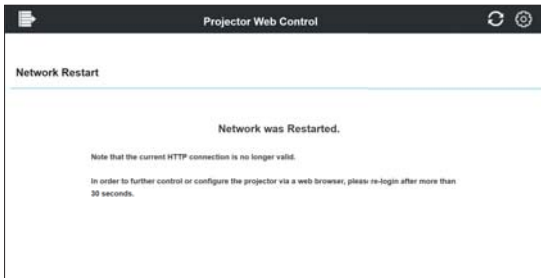 Projector Web Control
Network Restart
Network was Restarted.
Note that the current HTTP connection is no longer valid.
In order to further control or configure the projector via a web browser, please re-login after more than
30 seconds.